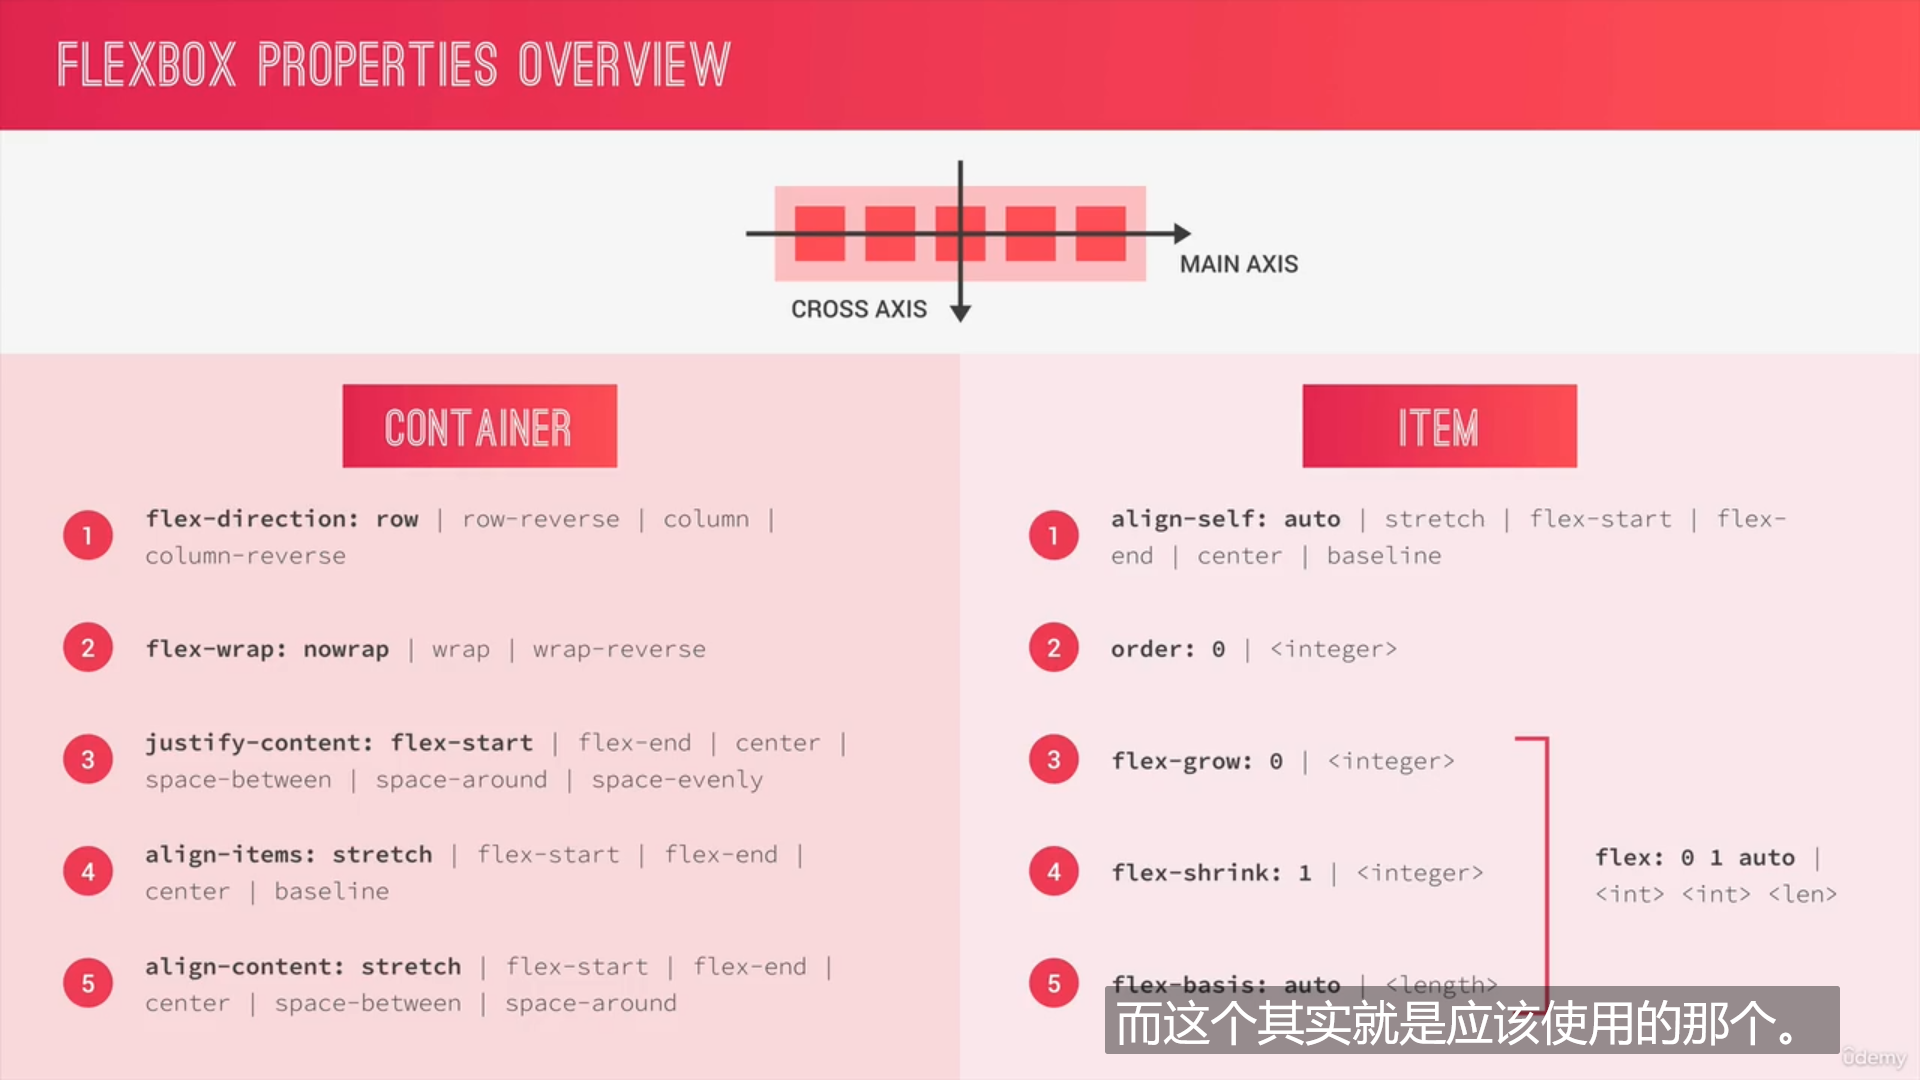 FLEXBOX PROPERTIES OVERVIEW
MAIN AXIS
CROSS AXIS
CONTAINER
1 flex-direction: row | row-reverse | column |
column-reverse
2 flex-wrap: nowrap | wrap | wrap-reverse
3 justify-content: flex-start | flex-end | center |
space-between | space-around | space-evenly
4 align-items: stretch | flex-start | flex-end |
center | baseline
5 align-content: stretch | flex-start | flex-end |
center | space-between | space-around
ITEM
1 align-self: auto | stretch | flex-start | flex-
end | center | baseline
2 order: 0 | <integer>
3 flex-grow: 0 | <integer>
4 flex-shrink: 1 | <integer>
5 flex-basis: auto | <length>
flex: 0 1 auto |
<int> <int> <len>
而这个其实就是应该使用的那个。
ûdemy